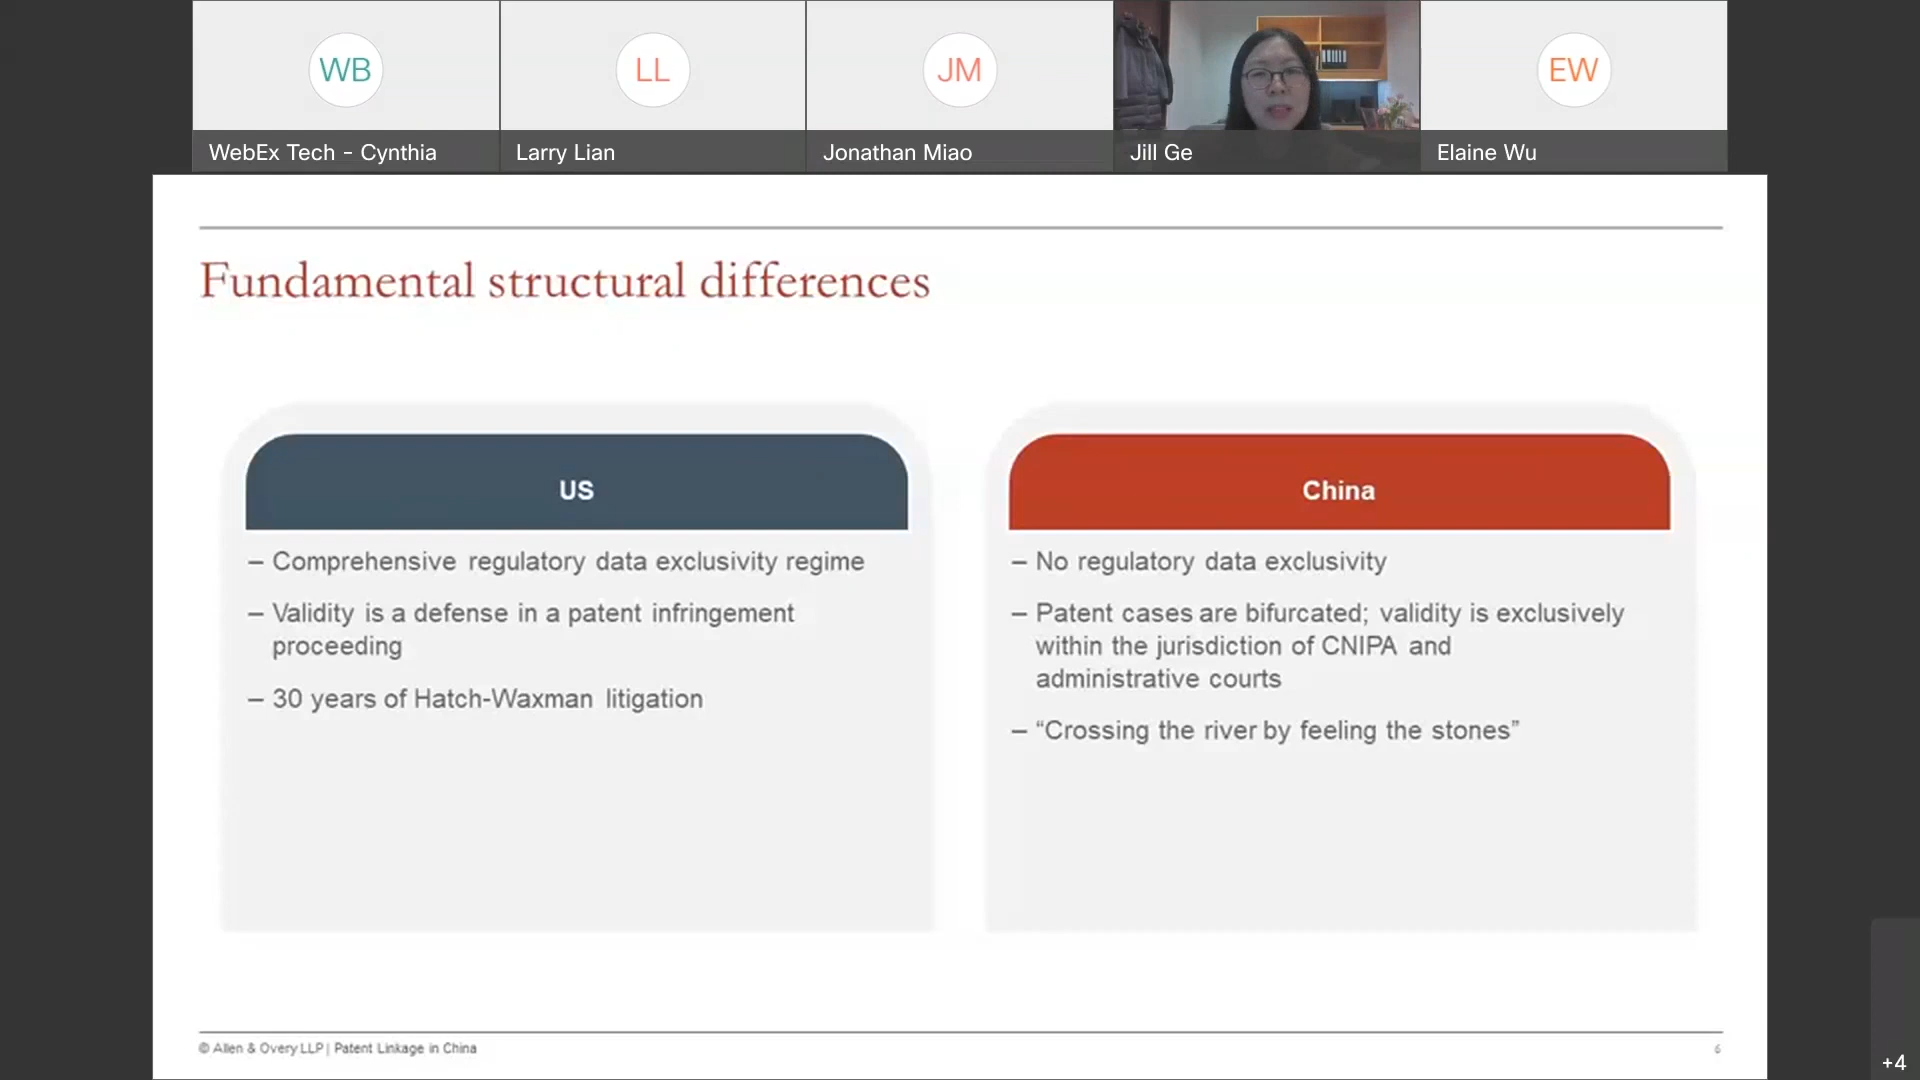 WB
LL
JM
EW
WebEx Tech - Cynthia
Larry Lian
Jonathan Miao
Jill Ge
Elaine Wu
Fundamental structural differences
US
– Comprehensive regulatory data exclusivity regime
– Validity is a defense in a patent infringement
proceeding
– 30 years of Hatch-Waxman litigation
China
– No regulatory data exclusivity
– Patent cases are bifurcated; validity is exclusively
within the jurisdiction of CNIPA and
administrative courts
– “Crossing the river by feeling the stones”
© Allen & Overy LLP | Patent Linkage in China
6
+4